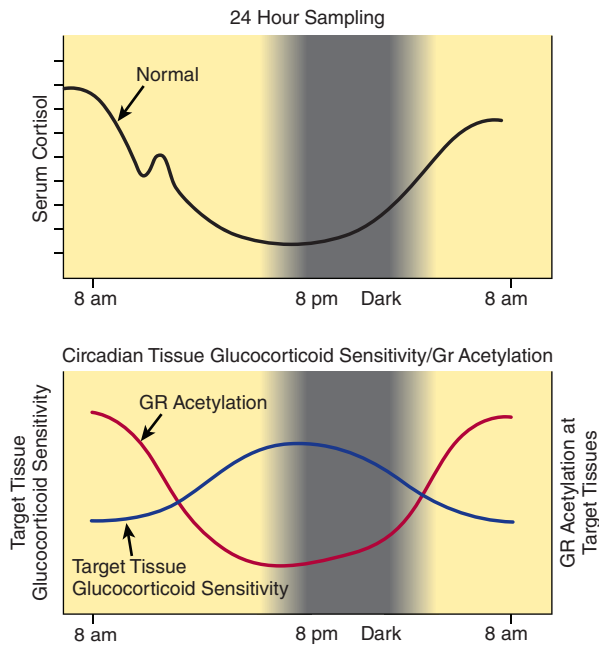 24 Hour Sampling
Serum Cortisol
Normal
8 am
8 pm
Dark
8 am
Circadian Tissue Glucocorticoid Sensitivity/Gr Acetylation
Target Tissue
Glucocorticoid Sensitivity
GR Acetylation
Target Tissue
Glucocorticoid Sensitivity
GR Acetylation at
Target Tissues
8 am
8 pm
Dark
8 am